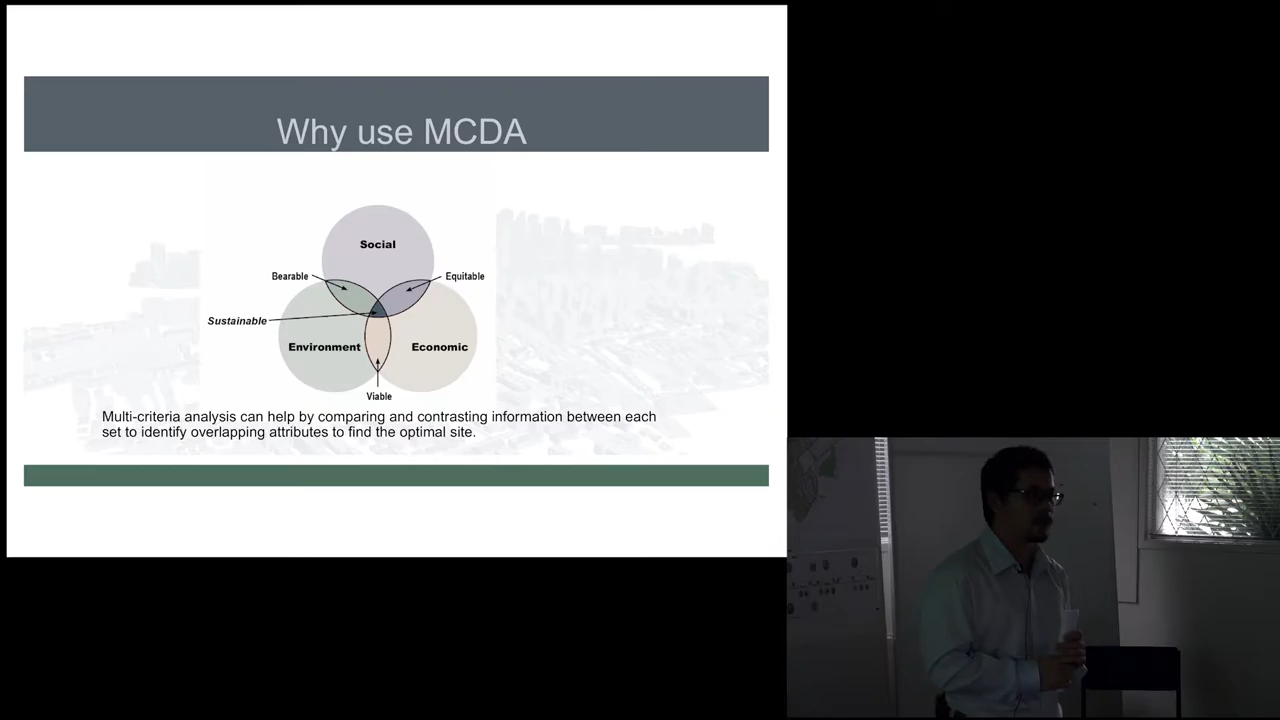 Why use MCDA
Social
Bearable
Equitable
Sustainable
Environment
Economic
Viable
Multi-criteria analysis can help by comparing and contrasting information between each
set to identify overlapping attributes to find the optimal site.